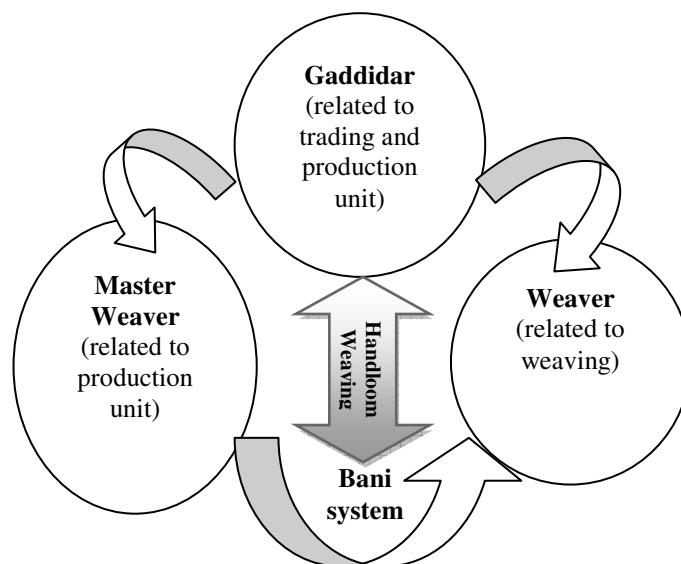 Gaddidar
(related to
trading and
production
unit)
Master
Weaver
(related to
production
unit)
Handloom
Weaving
Weaver
(related to
weaving)
Bani
system